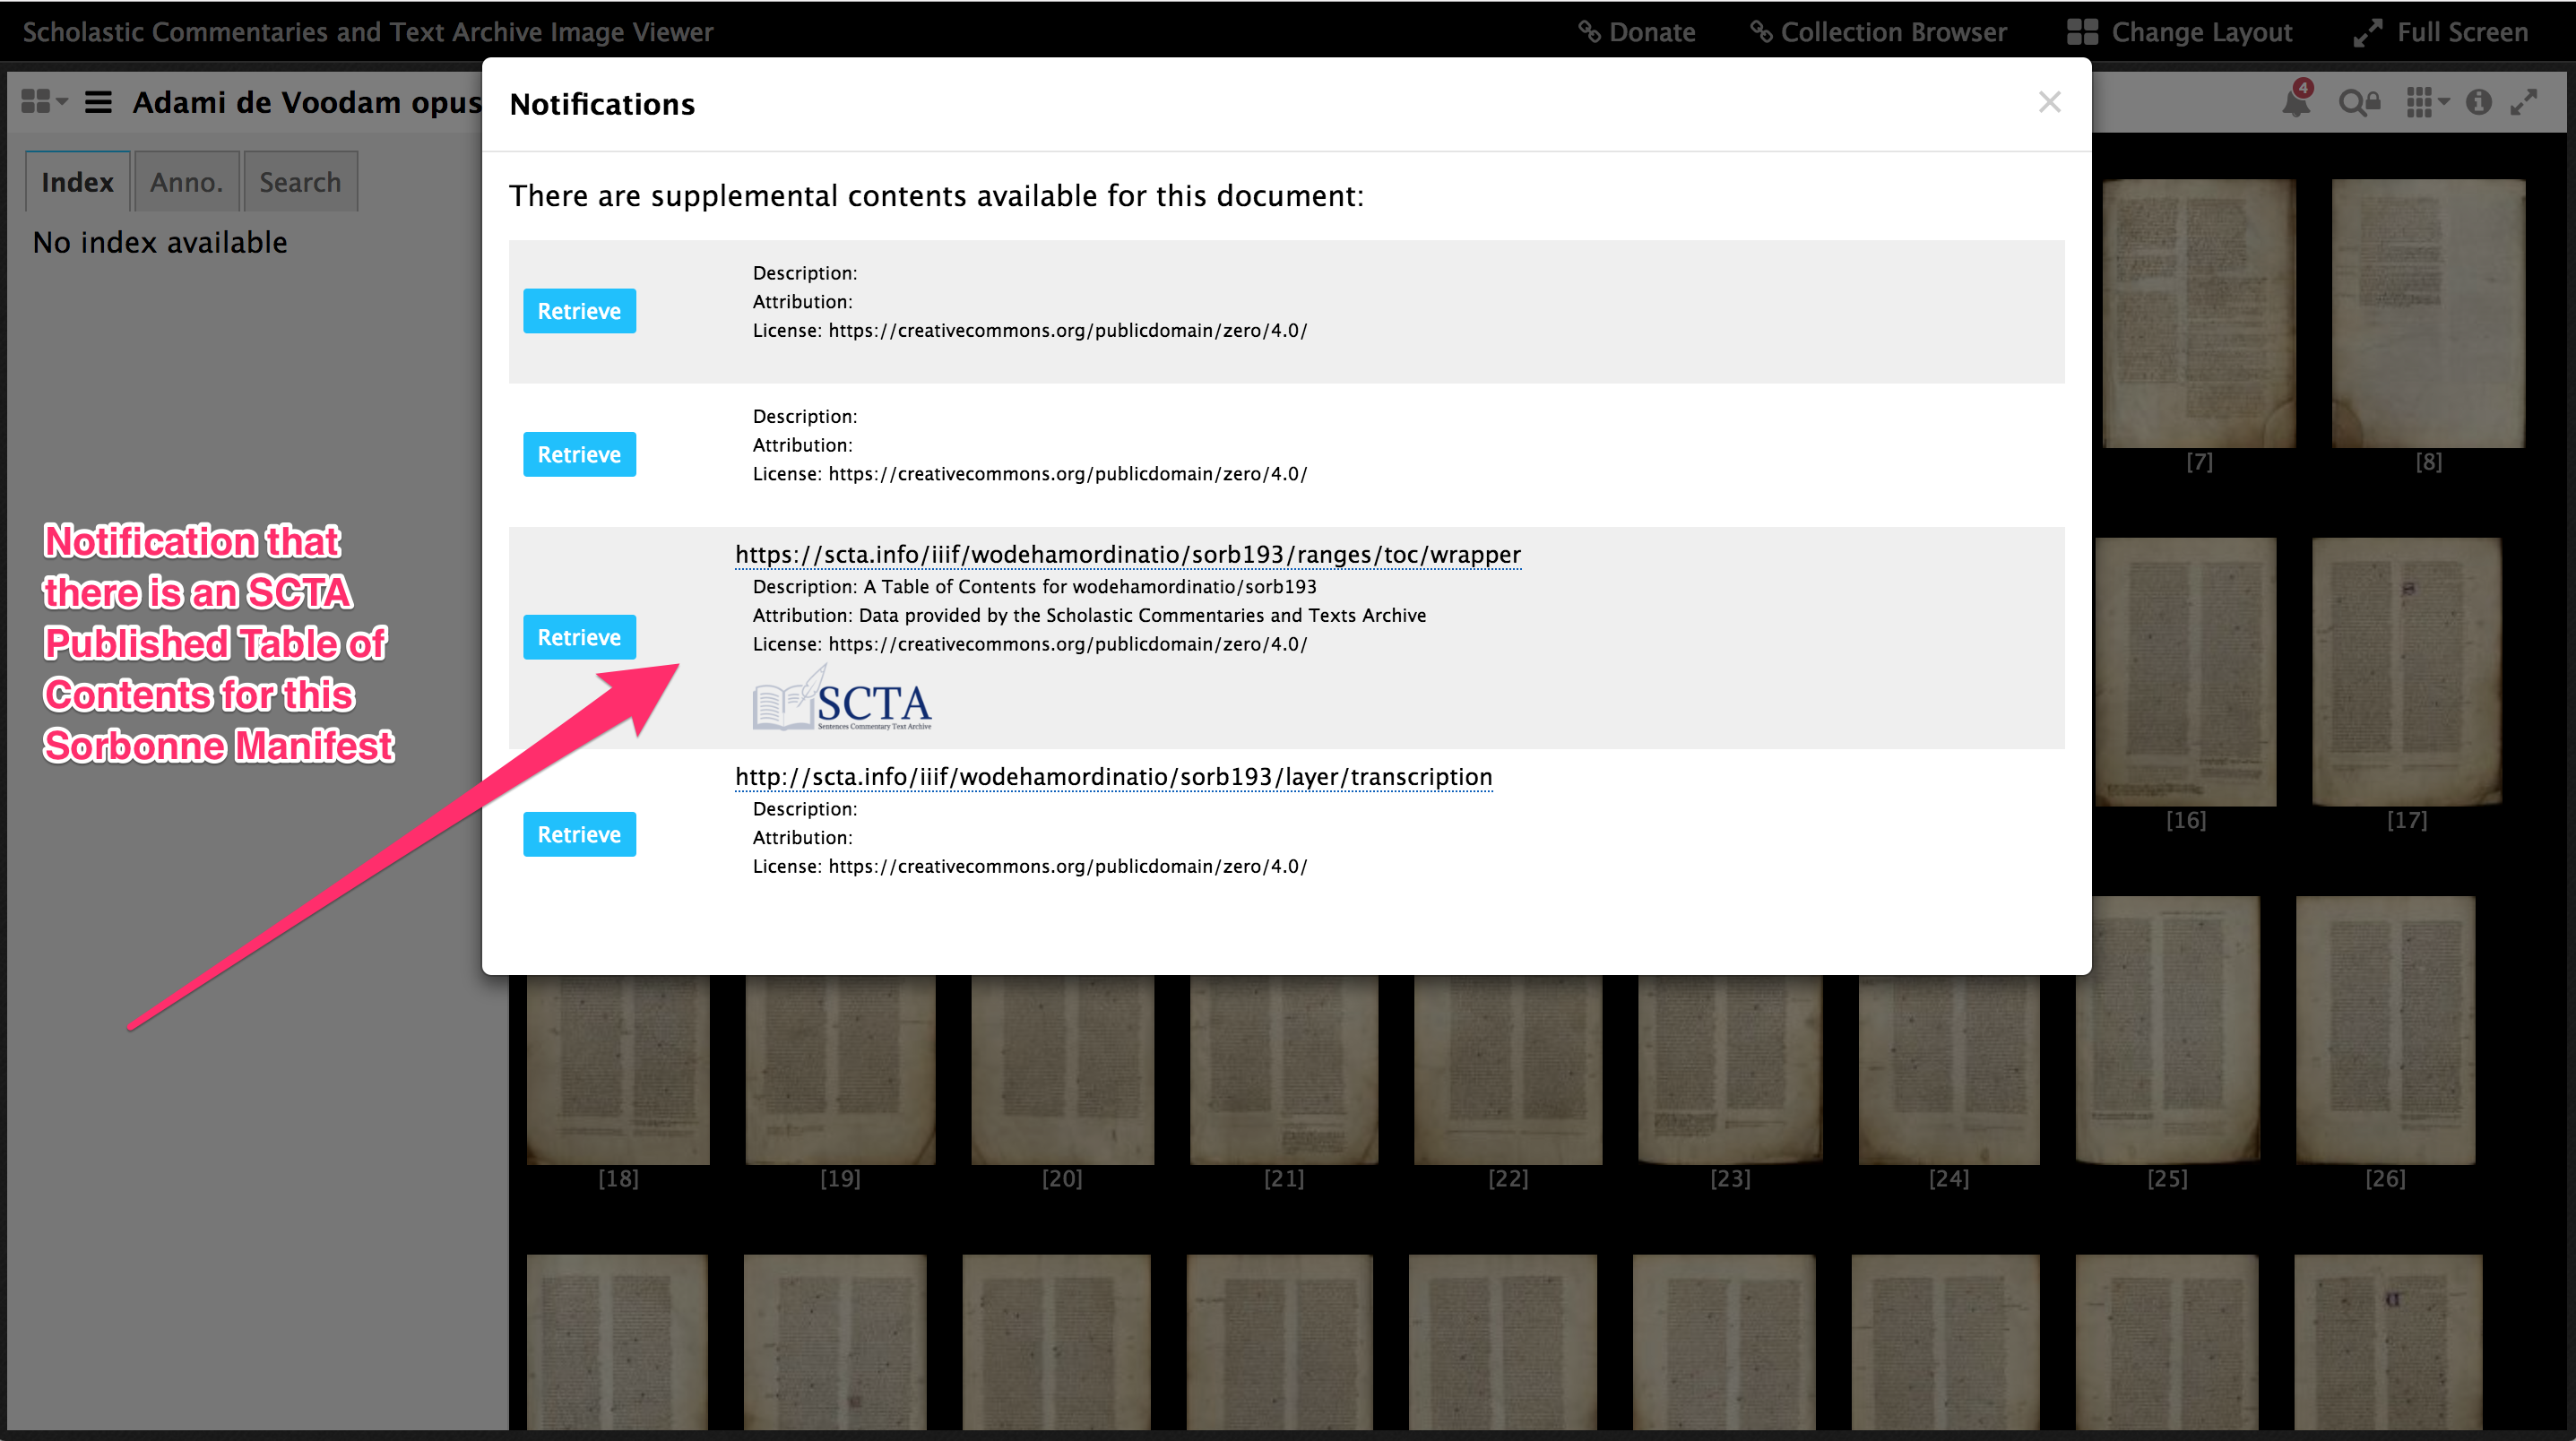 Scholastic Commentaries and Text Archive Image Viewer
Donate
Collection Browser
Change Layout
Full Screen
Adami de Voodam opus
4
Index
Anno.
Search
No index available
Notifications
There are supplemental contents available for this document:
Retrieve
Description:
Attribution:
License: https://creativecommons.org/publicdomain/zero/4.0/
Retrieve
Description:
Attribution:
License: https://creativecommons.org/publicdomain/zero/4.0/
https://scta.info/iiif/wodehamordinatio/sorb193/ranges/toc/wrapper
Retrieve
Description: A Table of Contents for wodehamordinatio/sorb193
Attribution: Data provided by the Scholastic Commentaries and Texts Archive
License: https://creativecommons.org/publicdomain/zero/4.0/
SCTA
Sentences Commentary Text Archive
http://scta.info/iiif/wodehamordinatio/sorb193/layer/transcription
Retrieve
Description:
Attribution:
License: https://creativecommons.org/publicdomain/zero/4.0/
Notification that
there is an SCTA
Published Table of
Contents for this
Sorbonne Manifest
[7]
[8]
[16]
[17]
[18]
[19]
[20]
[21]
[22]
[23]
[24]
[25]
[26]